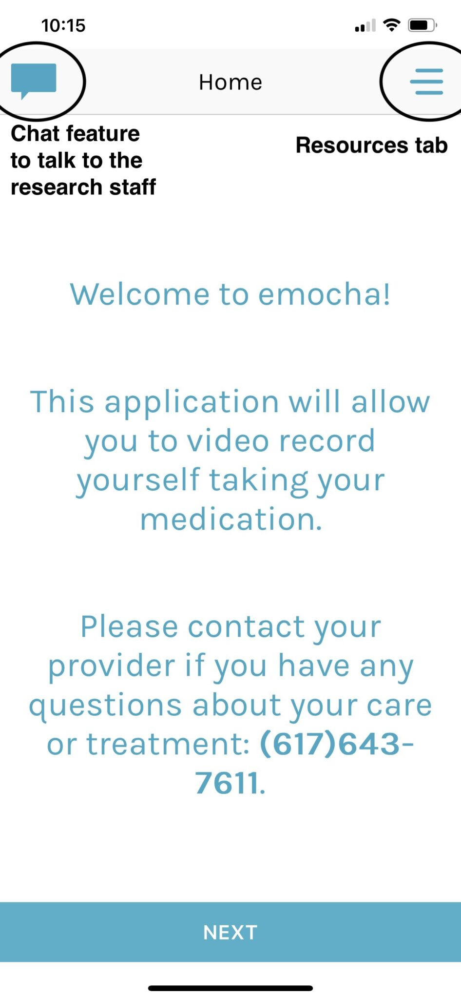 10:15
Home
Chat feature
to talk to the
research staff
Resources tab
Welcome to emocha!
This application will allow
you to video record
yourself taking your
medication.
Please contact your
provider if you have any
questions about your care
or treatment: (617)643-
7611.
NEXT